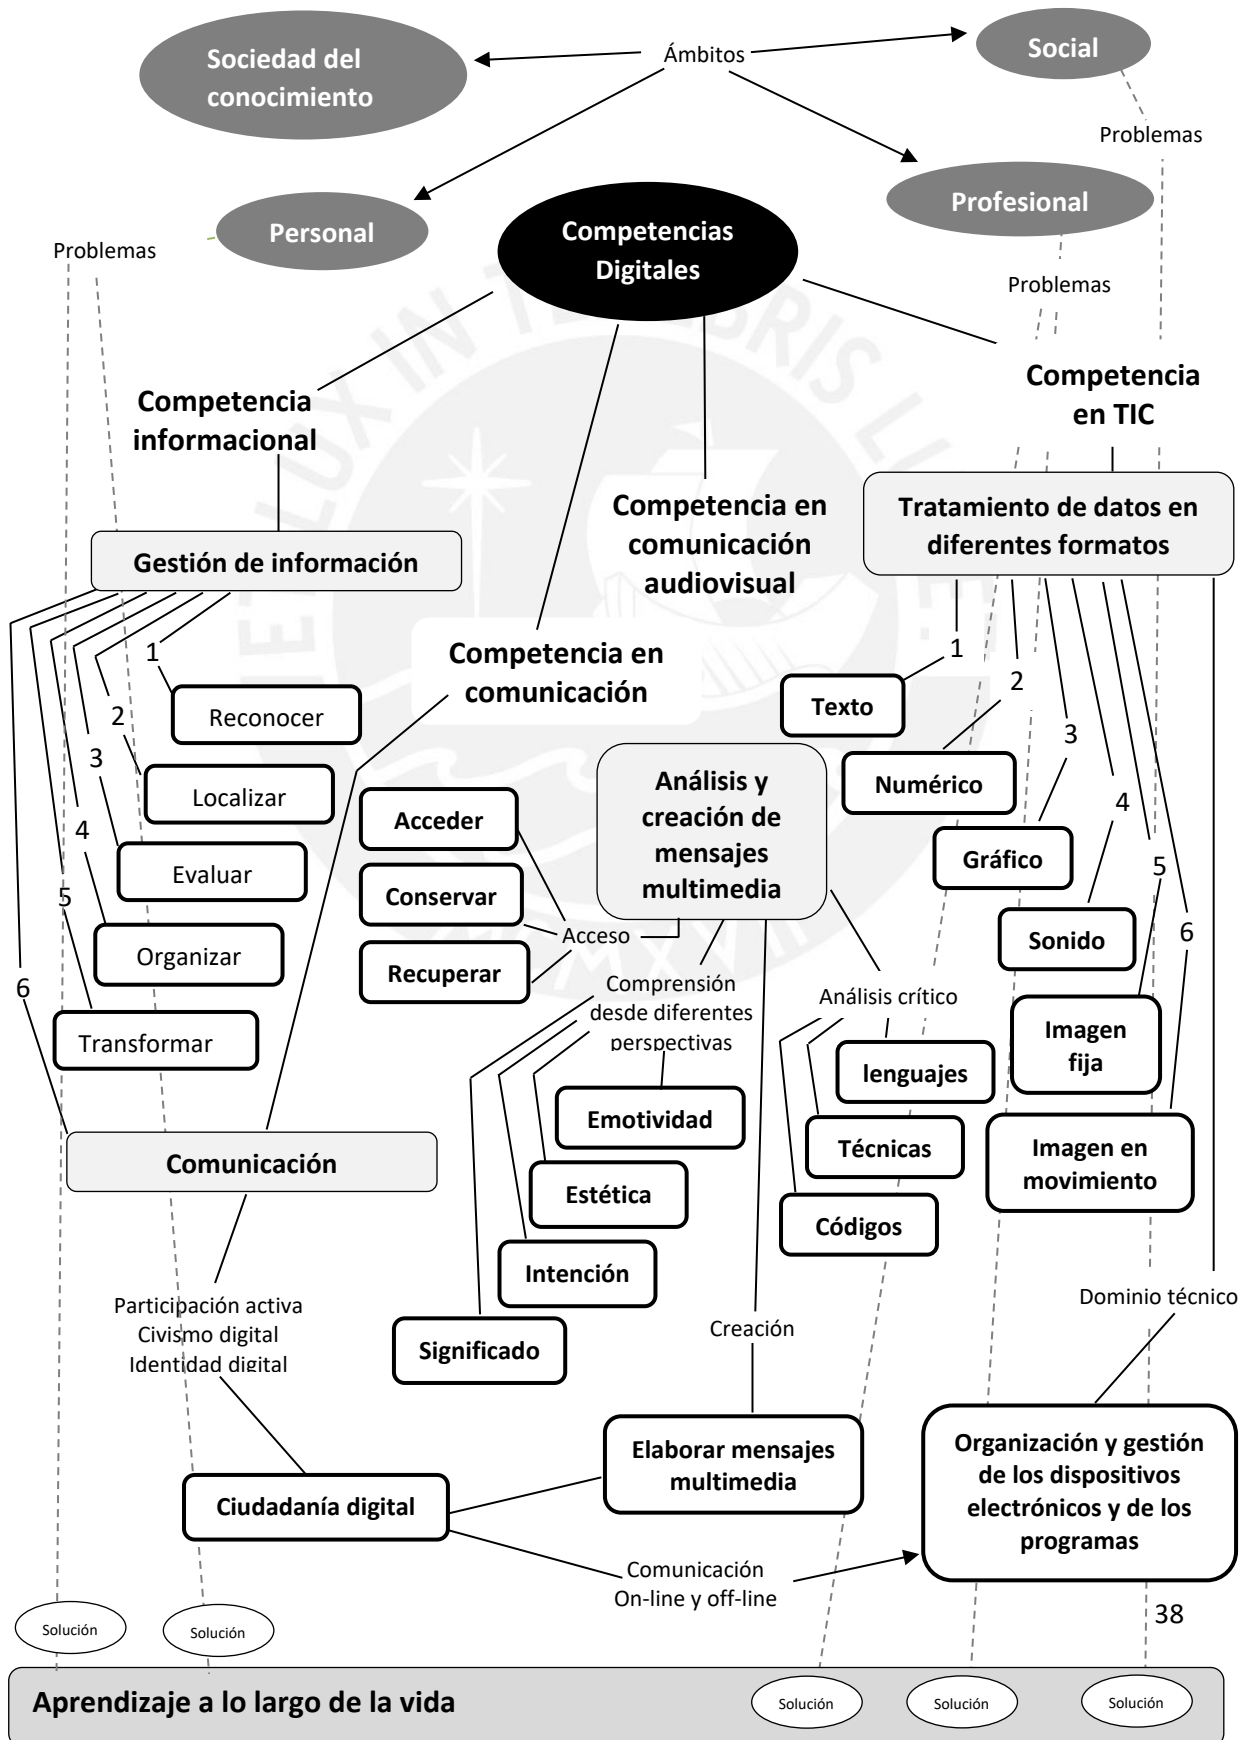 Sociedad del
conocimiento
Ámbitos
Social
Problemas
Personal
Profesional
Problemas
Competencias
Digitales
Problemas
Competencia
informacional
Competencia
en TIC
Competencia en
comunicación
audiovisual
Tratamiento de datos en
diferentes formatos
Gestión de información
Competencia en
comunicación
1
Reconocer
2
Localizar
3
Evaluar
4
Organizar
5
Transformar
6
Comunicación
1
Texto
2
Numérico
3
Gráfico
4
Sonido
5
Imagen
fija
6
Imagen en
movimiento
Análisis y
creación de
mensajes
multimedia
Acceder
Conservar
Recuperar
Acceso
Comprensión
desde diferentes
perspectivas
Análisis crítico
lenguajes
Técnicas
Códigos
Emotividad
Estética
Intención
Significado
Participación activa
Civismo digital
Identidad digital
Creación
Dominio técnico
Elaborar mensajes
multimedia
Organización y gestión
de los dispositivos
electrónicos y de los
programas
Ciudadanía digital
Comunicación
On-line y off-line
38
Solución
Solución
Aprendizaje a lo largo de la vida
Solución
Solución
Solución